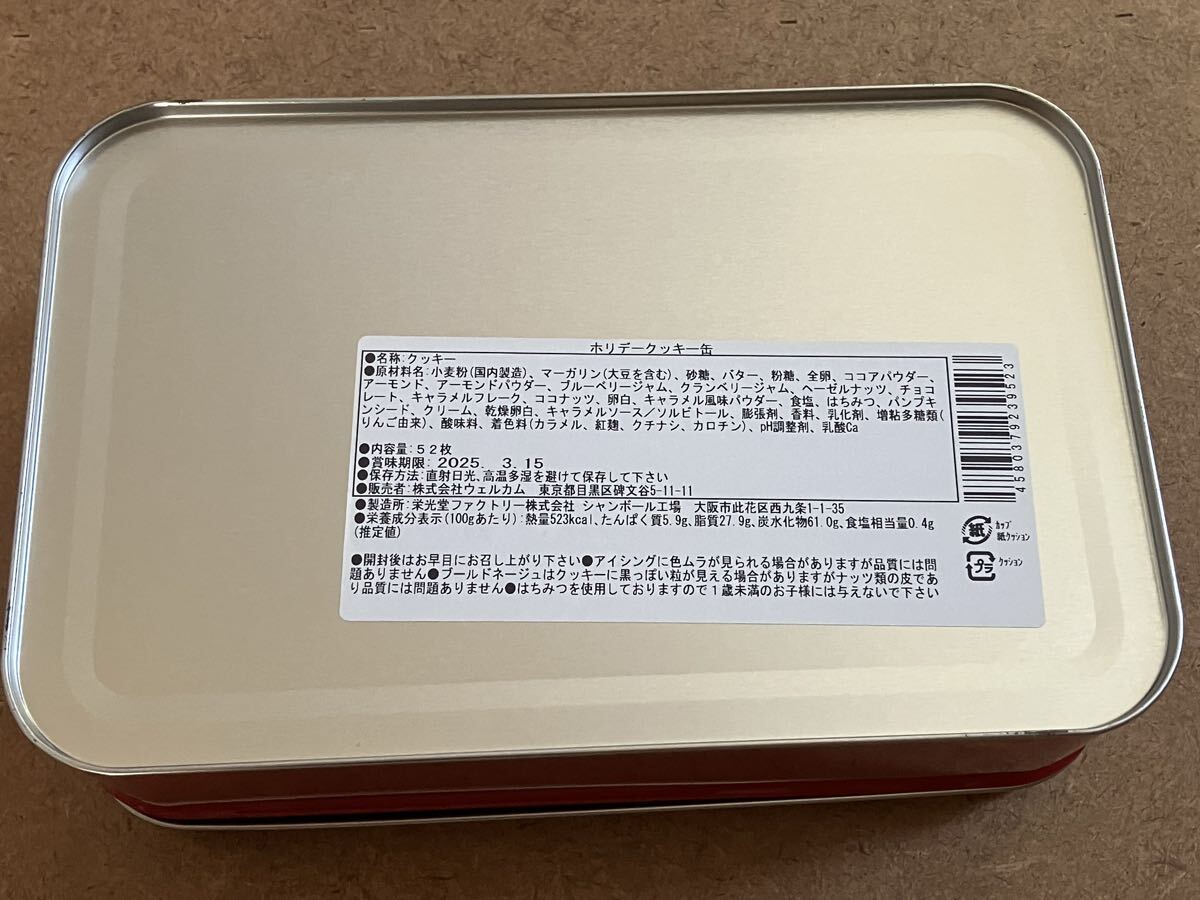 ホリデークッキー缶
●名称:クッキー
●原材料名:小麦粉(国内製造)、マーガリン(大豆を含む)、砂糖、バター、粉糖、全卵、ココアパウダー、
アーモンド、アーモンドパウダー、ブルーベリージャム、クランベリージャム、ヘーゼルナッツ、チョコ
レート、キャラメルフレーク、ココナッツ、卵白、キャラメル風味パウダー、食塩、はちみつ、パンプキ
ンシード、クリーム、乾燥卵白、キャラメルソース／ソルビトール、膨張剤、香料、乳化剤、増粘多糖類(
りんご由来)、酸味料、着色料(カラメル、紅麹、クチナシ、カロチン)、pH調整剤、乳酸Ca
●内容量:52枚
●賞味期限: 2025. 3.15
●保存方法:直射日光、高温多湿を避けて保存して下さい
●販売者:株式会社ウェルカム 東京都目黒区碑文谷5-11-11
●製造所:栄光堂ファクトリー株式会社 シャンボール工場 大阪市此花区西九条1-1-35
●栄養成分表示(100gあたり):熱量523kcal、たんぱく質5.9g、脂質27.9g、炭水化物61.0g、食塩相当量0.4g
(推定値)
●開封後はお早目にお召し上がり下さい●アイシングに色ムラが見られる場合がありますが品質には問
題ありません●ブールドネージュはクッキーに黒っぽい粒が見える場合がありますがナッツ類の皮であ
り品質には問題ありません●はちみつを使用しておりますので1歳未満のお子様には与えないで下さい
4580379239523
紙
カップ
紙クッション
プラ
クッション